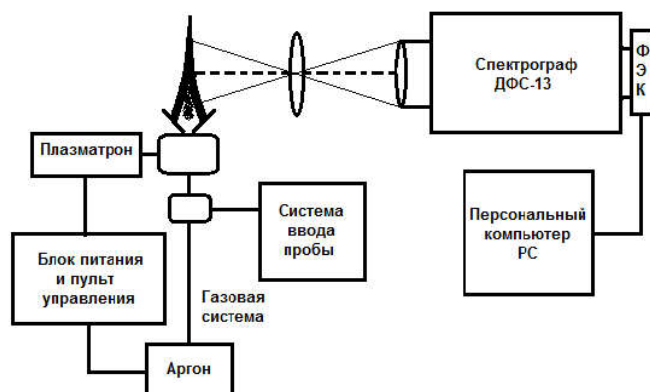 Спектрограф
ДФС-13
Ф
Э
К
Плазматрон
Система
ввода
пробы
Персональный
компьютер
PC
Блок питания
и пульт
управления
Газовая
система
Аргон